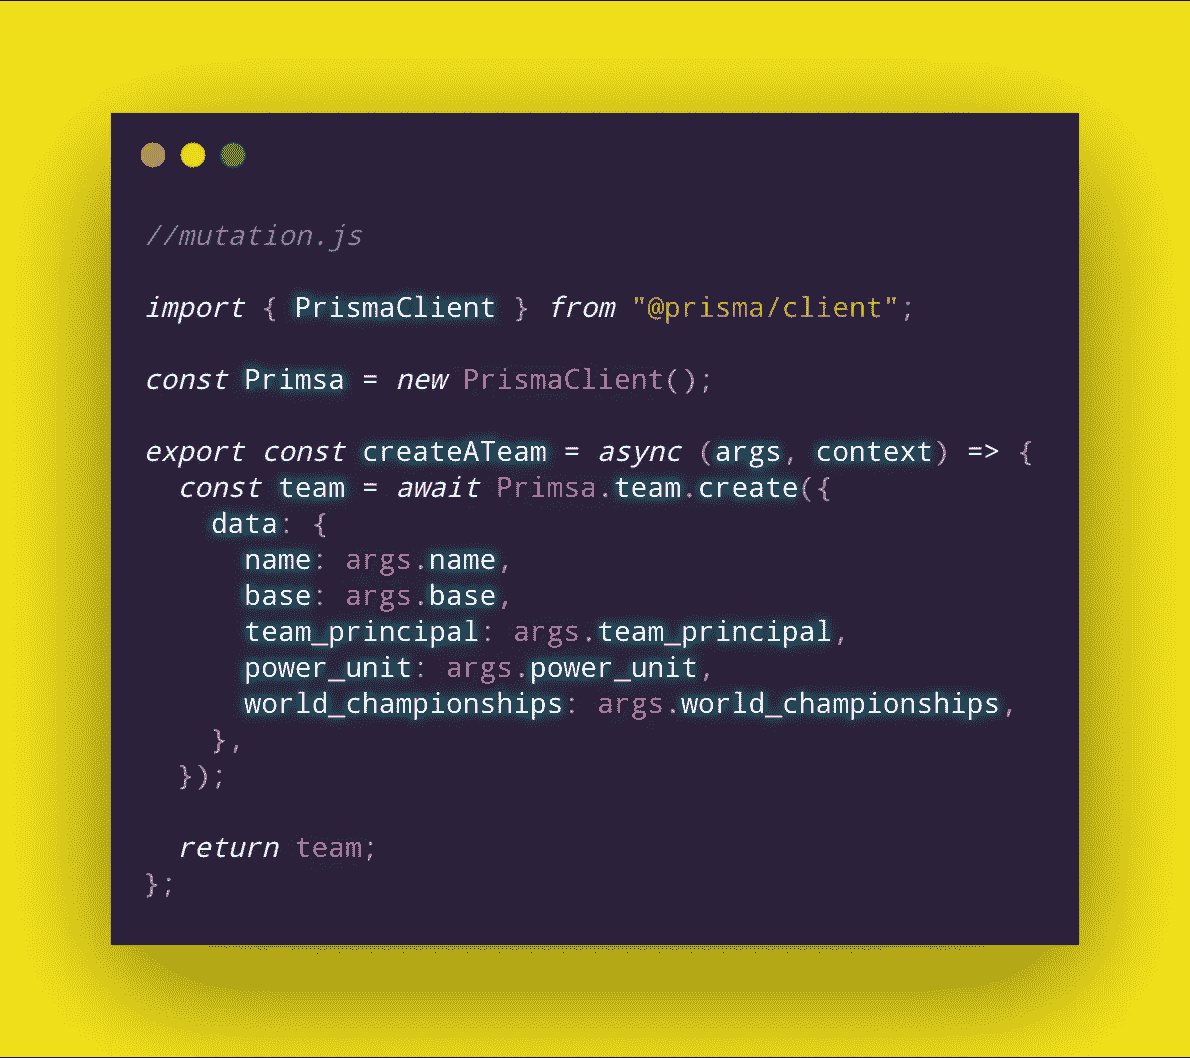 //mutation.js
import { PrismaClient } from "@prisma/client";
const Primsa = new PrismaClient();
export const createATeam = async (args, context) => {
  const team = await Primsa.team.create({
    data: {
      name: args.name,
      base: args.base,
      team_principal: args.team_principal,
      power_unit: args.power_unit,
      world_championships: args.world_championships,
    },
  });
  return team;
};